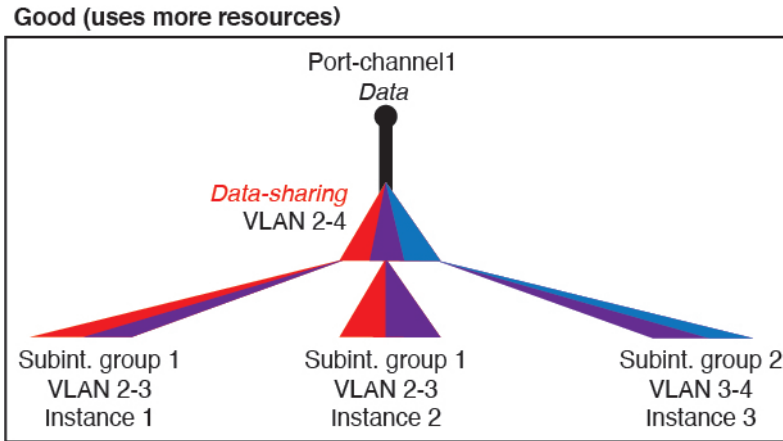 Good (uses more resources)
Port-channel1
Data
Data-sharing
VLAN 2-4
Subint. group 1
VLAN 2-3
Instance 1
Subint. group 1
VLAN 2-3
Instance 2
Subint. group 2
VLAN 3-4
Instance 3